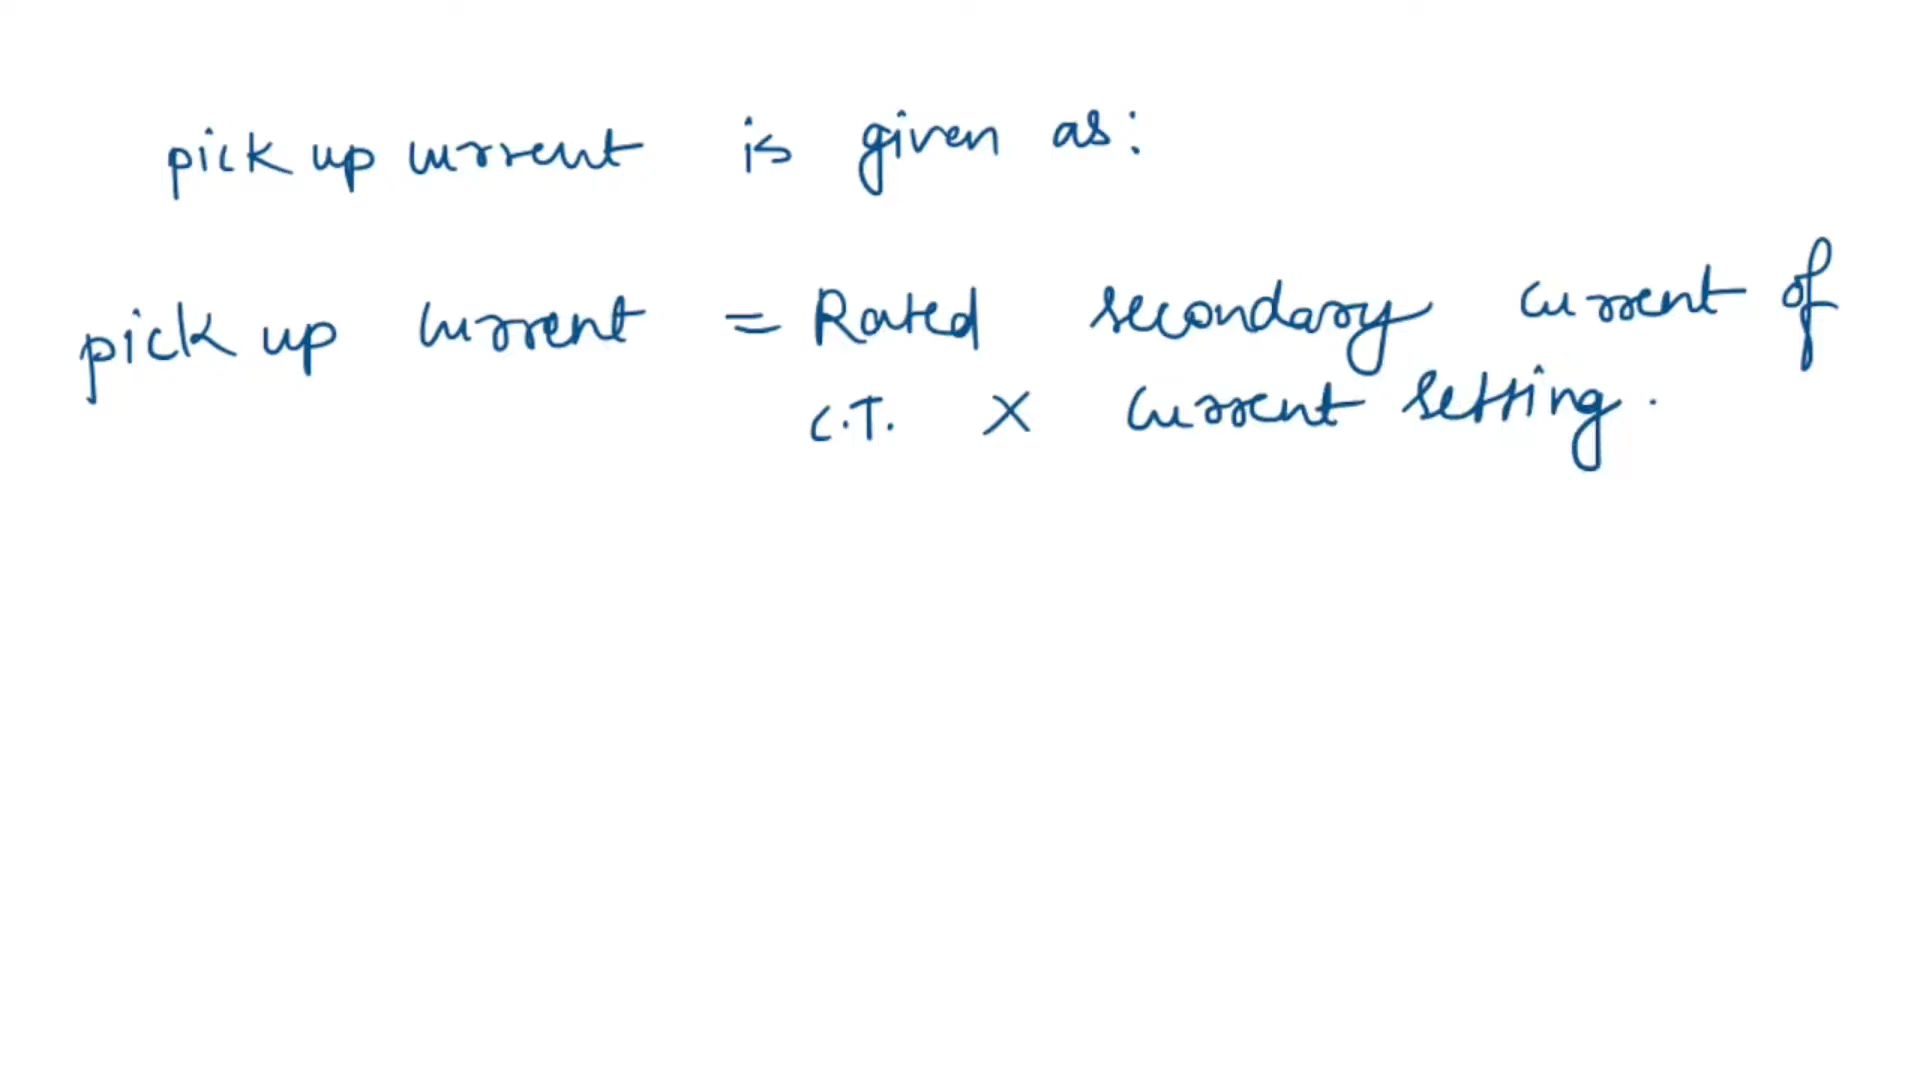 pick up current is given as:
pick up current = Rated secondary current of
C.T. X current setting.